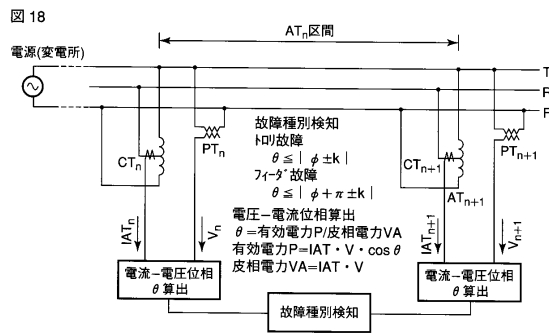 図 18
ATn区間
電源(変電所)
T
R
F
CTn
PTn
故障種別検知
トロリ故障
θ≦| φ±k|
フィーダ故障
θ≦| φ+π±k|
CTn+1
PTn+1
ATn+1
IATn
Vn
電圧−電流位相算出
θ=有効電力P/皮相電力VA
有効電力P=IAT・V・cosθ
皮相電力VA=IAT・V
IATn+1
Vn+1
電流−電圧位相
θ算出
電流−電圧位相
θ算出
故障種別検知